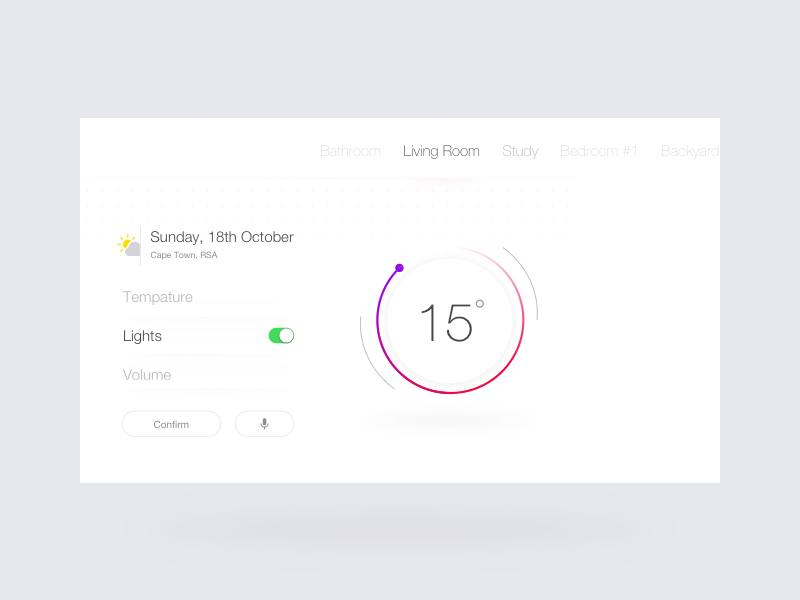 Bathroom Living Room Study Bedroom #1 Backyard
Sunday, 18th October
Cape Town, RSA
Tempature
Lights
Volume
Confirm
15°